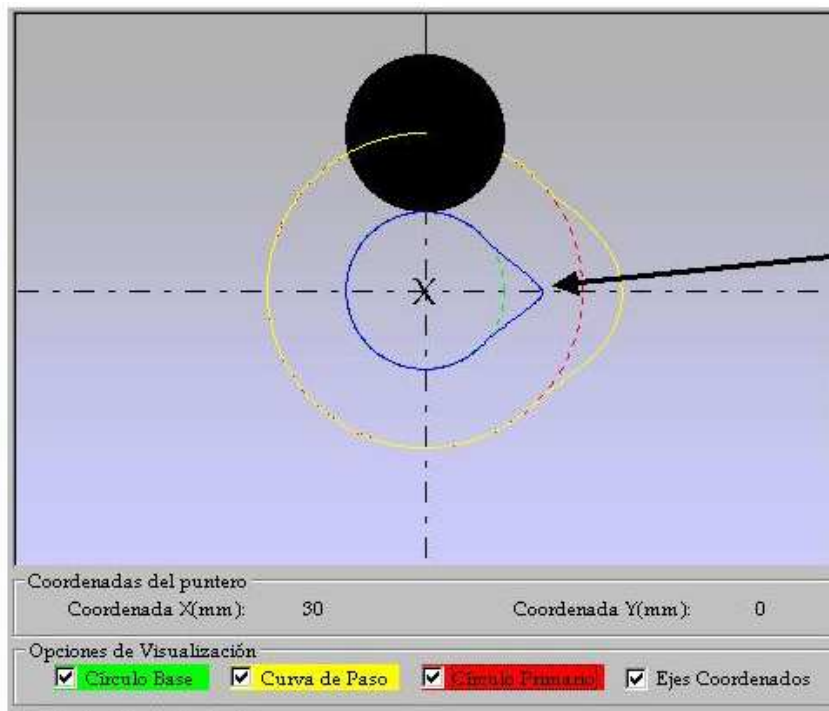 Coordenadas del puntero
Coordenada X(mm): 30 Coordenada Y(mm): 0
Opciones de Visualización
Círculo Base Curva de Paso Círculo Primario Ejes Coordenados